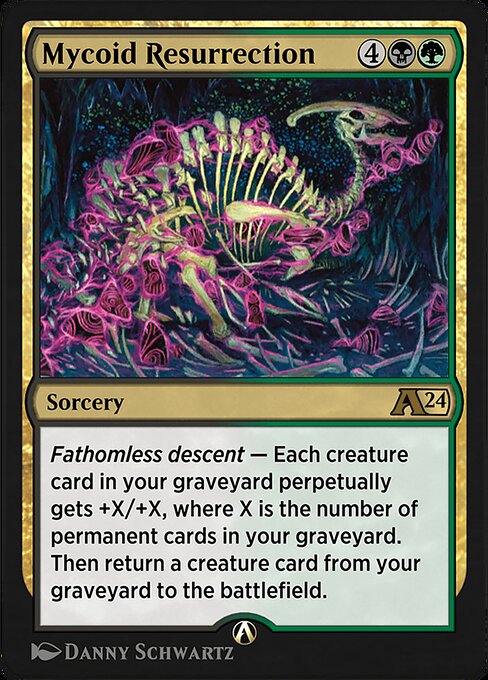 Mycoid Resurrection 4
Sorcery A24
Fathomless descent — Each creature
card in your graveyard perpetually
gets +X/+X, where X is the number of
permanent cards in your graveyard.
Then return a creature card from your
graveyard to the battlefield.
Danny Schwartz